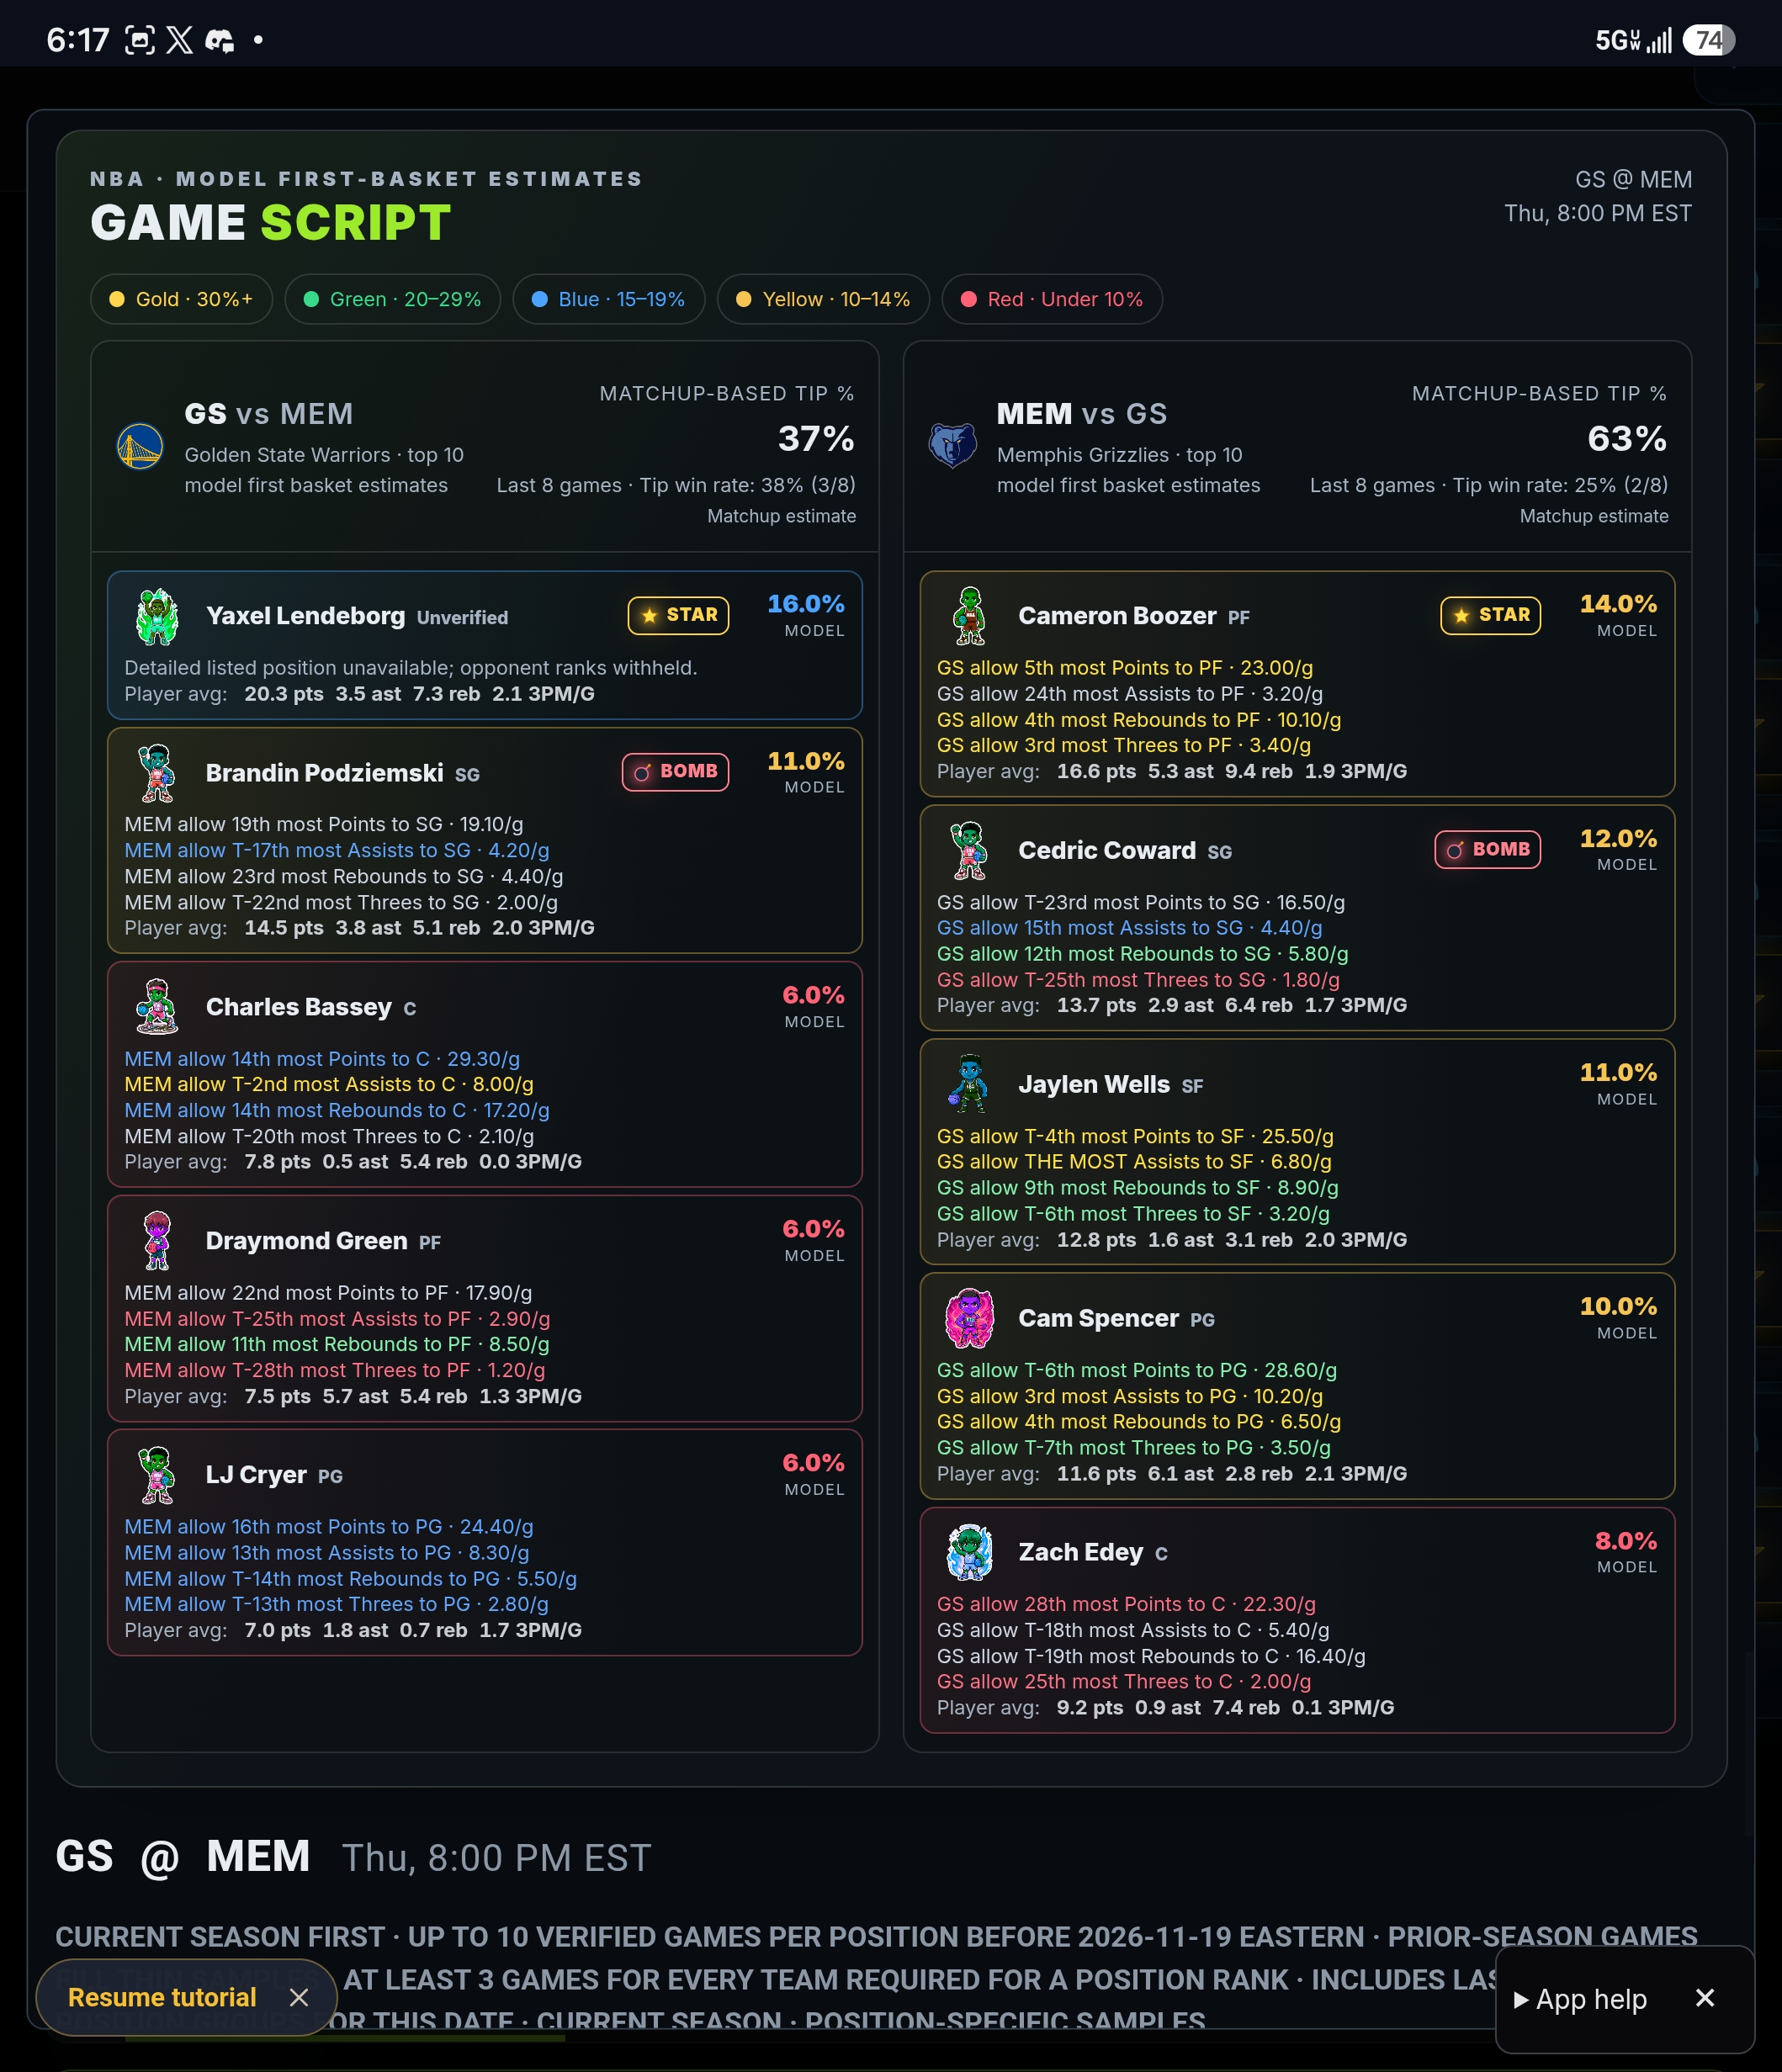 6:17
5G UW
74
NBA · MODEL FIRST-BASKET ESTIMATES
GAME SCRIPT
GS @ MEM
Thu, 8:00 PM EST
Gold · 30%+
Green · 20–29%
Blue · 15–19%
Yellow · 10–14%
Red · Under 10%
GS vs MEM
Golden State Warriors · top 10
model first basket estimates
MATCHUP-BASED TIP %
37%
Last 8 games · Tip win rate: 38% (3/8)
Matchup estimate
Yaxel Lendeborg Unverified
STAR
16.0%
MODEL
Detailed listed position unavailable; opponent ranks withheld.
Player avg: 20.3 pts 3.5 ast 7.3 reb 2.1 3PM/G
Brandin Podziemski SG
BOMB
11.0%
MODEL
MEM allow 19th most Points to SG · 19.10/g
MEM allow T-17th most Assists to SG · 4.20/g
MEM allow 23rd most Rebounds to SG · 4.40/g
MEM allow T-22nd most Threes to SG · 2.00/g
Player avg: 14.5 pts 3.8 ast 5.1 reb 2.0 3PM/G
Charles Bassey C
6.0%
MODEL
MEM allow 14th most Points to C · 29.30/g
MEM allow T-2nd most Assists to C · 8.00/g
MEM allow 14th most Rebounds to C · 17.20/g
MEM allow T-20th most Threes to C · 2.10/g
Player avg: 7.8 pts 0.5 ast 5.4 reb 0.0 3PM/G
Draymond Green PF
6.0%
MODEL
MEM allow 22nd most Points to PF · 17.90/g
MEM allow T-25th most Assists to PF · 2.90/g
MEM allow 11th most Rebounds to PF · 8.50/g
MEM allow T-28th most Threes to PF · 1.20/g
Player avg: 7.5 pts 5.7 ast 5.4 reb 1.3 3PM/G
LJ Cryer PG
6.0%
MODEL
MEM allow 16th most Points to PG · 24.40/g
MEM allow 13th most Assists to PG · 8.30/g
MEM allow T-14th most Rebounds to PG · 5.50/g
MEM allow T-13th most Threes to PG · 2.80/g
Player avg: 7.0 pts 1.8 ast 0.7 reb 1.7 3PM/G
MEM vs GS
Memphis Grizzlies · top 10
model first basket estimates
MATCHUP-BASED TIP %
63%
Last 8 games · Tip win rate: 25% (2/8)
Matchup estimate
Cameron Boozer PF
STAR
14.0%
MODEL
GS allow 5th most Points to PF · 23.00/g
GS allow 24th most Assists to PF · 3.20/g
GS allow 4th most Rebounds to PF · 10.10/g
GS allow 3rd most Threes to PF · 3.40/g
Player avg: 16.6 pts 5.3 ast 9.4 reb 1.9 3PM/G
Cedric Coward SG
BOMB
12.0%
MODEL
GS allow T-23rd most Points to SG · 16.50/g
GS allow 15th most Assists to SG · 4.40/g
GS allow 12th most Rebounds to SG · 5.80/g
GS allow T-25th most Threes to SG · 1.80/g
Player avg: 13.7 pts 2.9 ast 6.4 reb 1.7 3PM/G
Jaylen Wells SF
11.0%
MODEL
GS allow T-4th most Points to SF · 25.50/g
GS allow THE MOST Assists to SF · 6.80/g
GS allow 9th most Rebounds to SF · 8.90/g
GS allow T-6th most Threes to SF · 3.20/g
Player avg: 12.8 pts 1.6 ast 3.1 reb 2.0 3PM/G
Cam Spencer PG
10.0%
MODEL
GS allow T-6th most Points to PG · 28.60/g
GS allow 3rd most Assists to PG · 10.20/g
GS allow 4th most Rebounds to PG · 6.50/g
GS allow T-7th most Threes to PG · 3.50/g
Player avg: 11.6 pts 6.1 ast 2.8 reb 2.1 3PM/G
Zach Edey C
8.0%
MODEL
GS allow 28th most Points to C · 22.30/g
GS allow T-18th most Assists to C · 5.40/g
GS allow T-19th most Rebounds to C · 16.40/g
GS allow 25th most Threes to C · 2.00/g
Player avg: 9.2 pts 0.9 ast 7.4 reb 0.1 3PM/G
GS @ MEM Thu, 8:00 PM EST
CURRENT SEASON FIRST · UP TO 10 VERIFIED GAMES PER POSITION BEFORE 2026-11-19 EASTERN · PRIOR-SEASON GAMES
FILL THIN SAMPLES · AT LEAST 3 GAMES FOR EVERY TEAM REQUIRED FOR A POSITION RANK · INCLUDES
POSITION GROUPS FOR THIS DATE · CURRENT SEASON · POSITION-SPECIFIC SAMPLES
Resume tutorial
App help